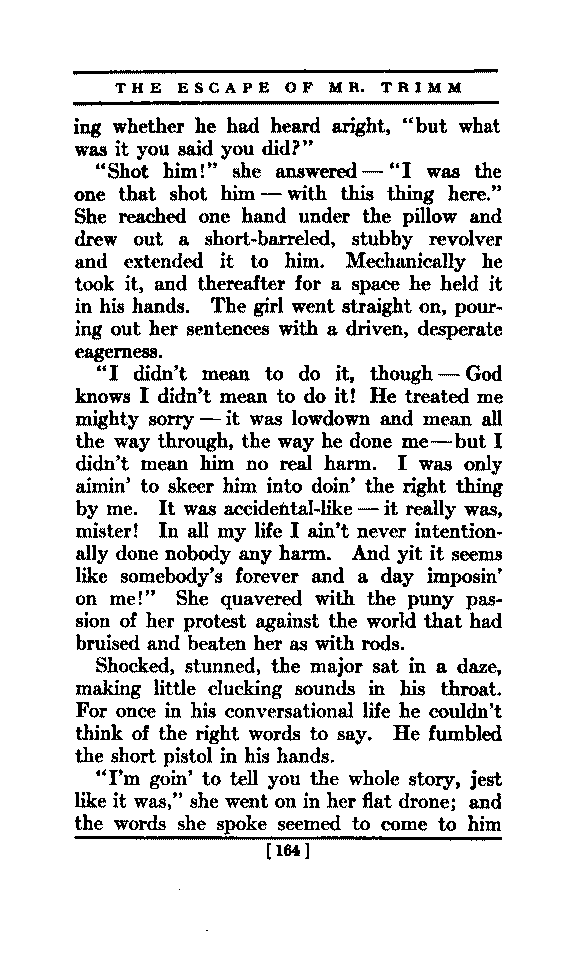 THE ESCAPE OF MR. TRIMM
ing whether he had heard aright, “but what
was it you said you did?”
“Shot him!” she answered — “I was the
one that shot him — with this thing here.”
She reached one hand under the pillow and
drew out a short-barreled, stubby revolver
and extended it to him. Mechanically he
took it, and thereafter for a space he held it
in his hands. The girl went straight on, pour-
ing out her sentences with a driven, desperate
eagerness.
“I didn’t mean to do it, though — God
knows I didn’t mean to do it! He treated me
mighty sorry — it was lowdown and mean all
the way through, the way he done me — but I
didn’t mean him no real harm. I was only
aimin’ to skeer him into doin’ the right thing
by me. It was accidental-like — it really was,
mister! In all my life I ain’t never intention-
ally done nobody any harm. And yit it seems
like somebody’s forever and a day imposin’
on me!” She quavered with the puny pas-
sion of her protest against the world that had
bruised and beaten her as with rods.
Shocked, stunned, the major sat in a daze,
making little clucking sounds in his throat.
For once in his conversational life he couldn’t
think of the right words to say. He fumbled
the short pistol in his hands.
“I’m goin’ to tell you the whole story, jest
like it was,” she went on in her flat drone; and
the words she spoke seemed to come to him
[ 164 ]